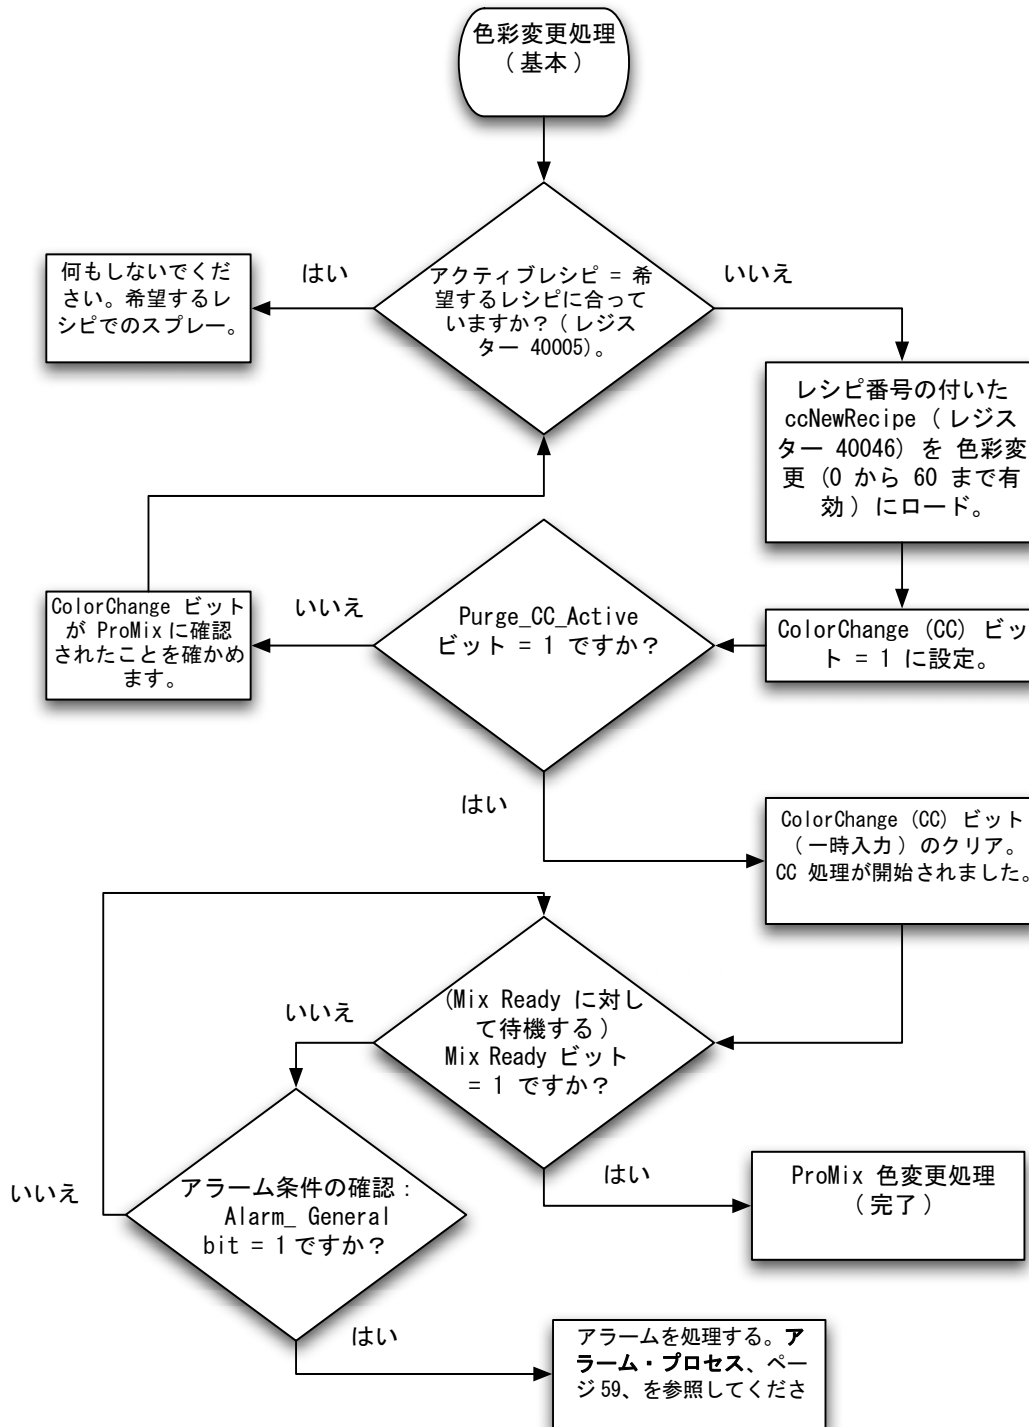 色彩変更処理
(基本)
アクティブレシピ = 希
望するレシピに合って
いますか？(レジス
ター 40005)。
はい
いいえ
何もしないでくだ
さい。希望するレ
シピでのスプレー。
レシピ番号の付いた
ccNewRecipe (レジス
ター 40046) を 色彩変
更 (0 から 60 まで有
効) にロード。
ColorChange (CC) ビッ
ト = 1 に設定。
Purge_CC_Active
ビット = 1 ですか？
いいえ
ColorChange ビット
が ProMix に確認
されたことを確かめ
ます。
はい
ColorChange (CC) ビット
(一時入力) のクリア。
CC 処理が開始されました。
(Mix Ready に対し
て待機する)
Mix Ready ビット
= 1 ですか？
いいえ
はい
ProMix 色変更処理
(完了)
アラーム条件の確認：
Alarm_ General
bit = 1 ですか？
いいえ
はい
アラームを処理する。ア
ラーム・プロセス、ペー
ジ 59、を参照してくださ